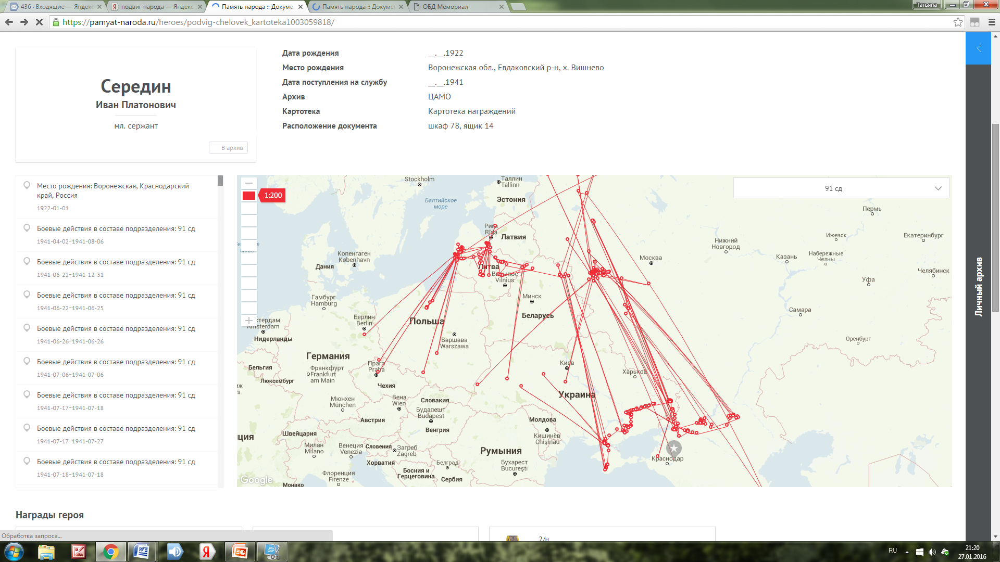 436 · Входящие — Яндекс
подвиг народа — Яндекс
Память народа :: Докумен
Память народа :: Докумен
ОБД Мемориал
Татьяна
https://pamyat-naroda.ru/heroes/podvig-chelovek_kartoteka1003059818/
Середин
Иван Платонович
мл. сержант
В архив
Дата рождения __.__.1922
Место рождения Воронежская обл., Евдаковский р-н, х. Вишнево
Дата поступления на службу __.__.1941
Архив ЦАМО
Картотека Картотека награждений
Расположение документа шкаф 78, ящик 14
Личный архив
Место рождения: Воронежская, Краснодарский
край, Россия
1922-01-01
Боевые действия в составе подразделения: 91 сд
1941-04-02–1941-08-06
Боевые действия в составе подразделения: 91 сд
1941-06-22–1941-12-31
Боевые действия в составе подразделения: 91 сд
1941-06-22–1941-06-25
Боевые действия в составе подразделения: 91 сд
1941-06-26–1941-06-26
Боевые действия в составе подразделения: 91 сд
1941-07-06–1941-07-06
Боевые действия в составе подразделения: 91 сд
1941-07-17–1941-07-18
Боевые действия в составе подразделения: 91 сд
1941-07-17–1941-07-27
Боевые действия в составе подразделения: 91 сд
1941-07-18–1941-07-18
1:200
91 сд
Stockholm
Таллин
Tallinn
Эстония
Балтийское
море
Рига
Rīga
Латвия
Копенгаген
København
Дания
Литва
Вильнюс
Vilnius
Москва
Нижний
Новгород
Казань
Ижевск
Набережные
Челны
Пермь
Екатеринбург
Челябинск
Уфа
Самара
Оренбург
Гамбург
Hamburg
Берлин
Berlin
Польша
Минск
Беларусь
Варшава
Warszawa
стердам
Amsterdam
Нидерланды
Германия
Бельгия
Франкфурт
Frankfurt
am Main
Люксембург
Прага
Praha
Чехия
Киев
Харьков
Украина
Мюнхен
München
Вена
Wien
Словакия
Будапешт
Budapest
Австрия
Венгрия
Молдова
Кишинёв
Chișinău
Швейцария
Милан
Milano
Венеция
Venezia
Словения
Загреб
Zagreb
Хорватия
Белград
Румыния
Бухарест
București
Краснодар
Босния и
Герцеговина
Сербия
Флоренция
Firenze
Монако
ция
Google
Награды героя
2/н
Обработка запроса...
RU
21:20
27.01.2016